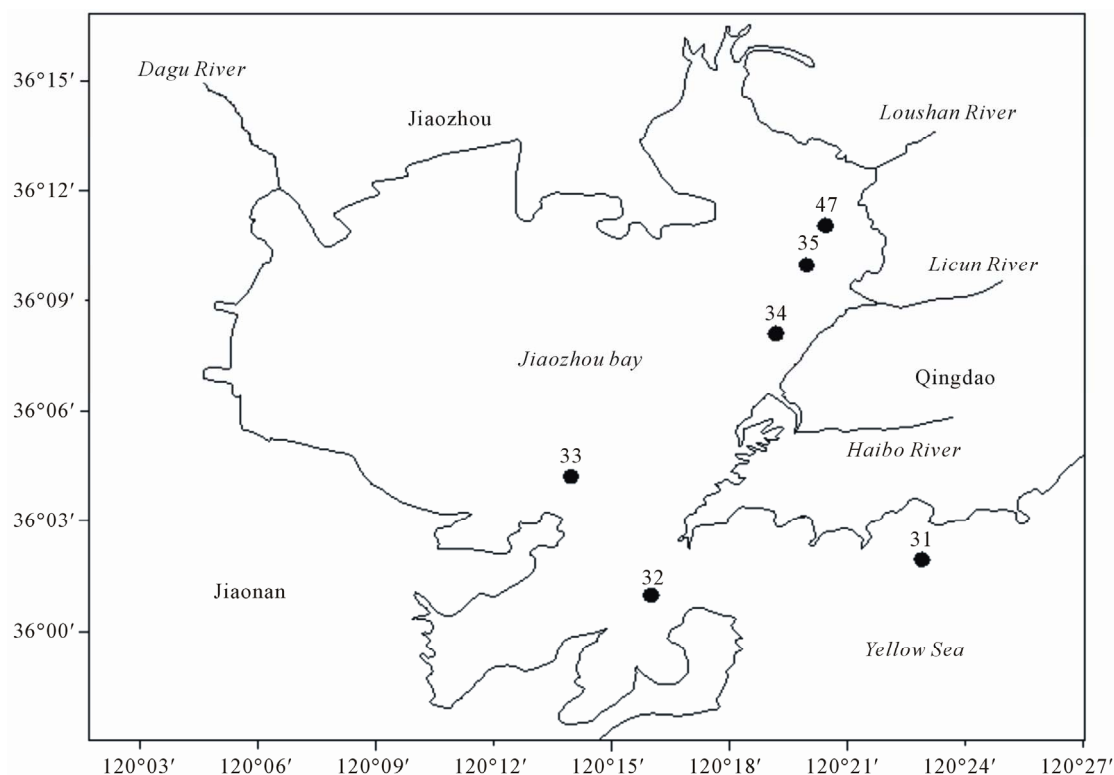 Dagu River
36°15′
Jiaozhou
Loushan River
36°12′
47
35
Licun River
36°09′
34
Jiaozhou bay
Qingdao
36°06′
Haibo River
33
36°03′
31
32
Jiaonan
36°00′
Yellow Sea
120°03′ 120°06′ 120°09′ 120°12′ 120°15′ 120°18′ 120°21′ 120°24′ 120°27′